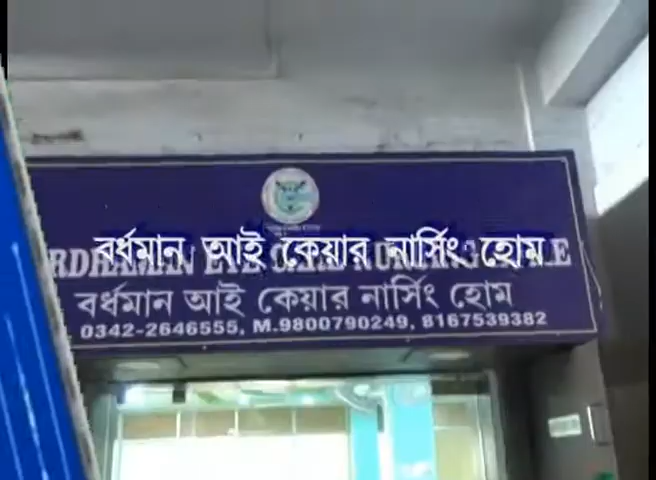 বর্ধমান আই কেয়ার নার্সিং হোম
বর্ধমান আই কেয়ার নার্সিং হোম
0342-2646555, M.9800790249, 8167539382